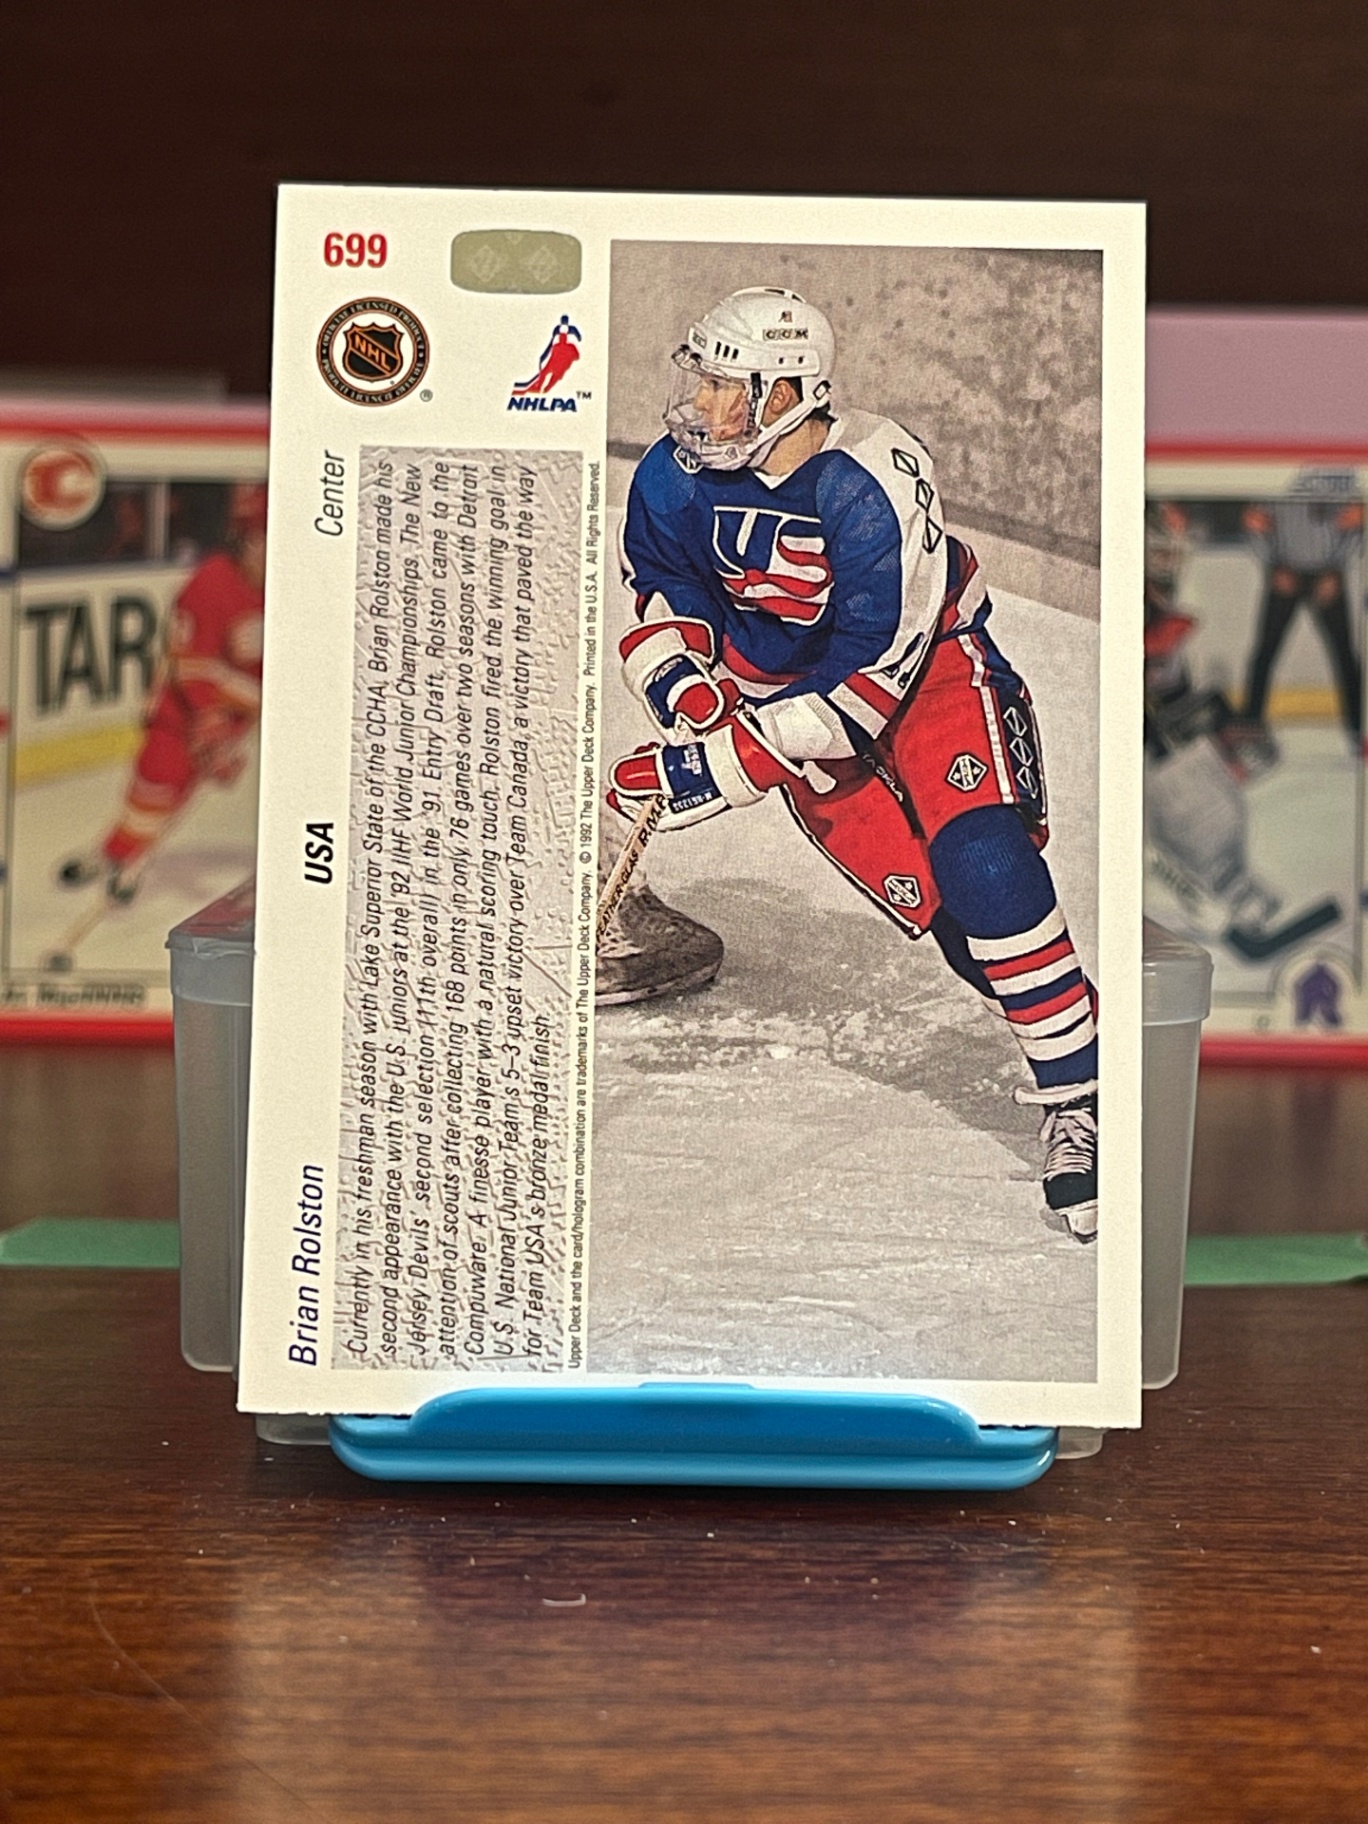 699
NHL
®
NHLPA™
Brian Rolston
USA
Center
Currently in his freshman season with Lake Superior State of the CCHA, Brian Rolston made his
second appearance with the U.S. Juniors at the '92 IIHF World Junior Championships. The New
Jersey Devils' second selection (11th overall) in the '91 Entry Draft, Rolston came to the
attention of scouts after collecting 168 points in only 76 games over two seasons with Detroit
Compuware. A finesse player with a natural scoring touch, Rolston fired the winning goal in
U.S. National Junior Team's 5–3 upset victory over Team Canada, a victory that paved the way
for Team USA's bronze medal finish.
Upper Deck and the card/hologram combination are trademarks of The Upper Deck Company. © 1992 The Upper Deck Company. Printed in the U.S.A. All Rights Reserved.
CCM
US
TAR